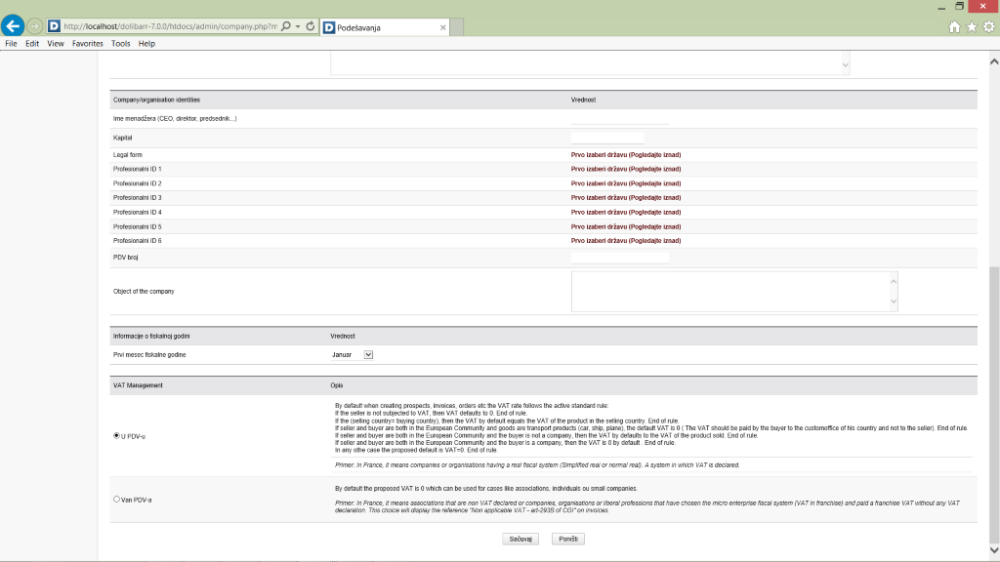 http://localhost/dolibarr-7.0.0/htdocs/admin/company.php?m
Podešavanja
File Edit View Favorites Tools Help
Company/organisation identities Vrednost
Ime menadžera (CEO, direktor, predsednik...)
Kapital
Legal form Prvo izaberi državu (Pogledajte iznad)
Profesionalni ID 1 Prvo izaberi državu (Pogledajte iznad)
Profesionalni ID 2 Prvo izaberi državu (Pogledajte iznad)
Profesionalni ID 3 Prvo izaberi državu (Pogledajte iznad)
Profesionalni ID 4 Prvo izaberi državu (Pogledajte iznad)
Profesionalni ID 5 Prvo izaberi državu (Pogledajte iznad)
Profesionalni ID 6 Prvo izaberi državu (Pogledajte iznad)
PDV broj
Object of the company
Informacije o fiskalnoj godini Vrednost
Prvi mesec fiskalne godine Januar
VAT Management Opis
By default when creating prospects, invoices, orders etc the VAT rate follows the active standard rule:
If the seller is not subjected to VAT, then VAT defaults to 0. End of rule.
If the (selling country= buying country), then the VAT by default equals the VAT of the product in the selling country. End of rule.
If seller and buyer are both in the European Community and goods are transport products (car, ship, plane), the default VAT is 0 ( The VAT should be paid by the buyer to the customoffice of his country and not to the seller). End of rule.
U PDV-u If seller and buyer are both in the European Community and the buyer is not a company, then the VAT by defaults to the VAT of the product sold. End of rule.
If seller and buyer are both in the European Community and the buyer is a company, then the VAT is 0 by default . End of rule.
In any othe case the proposed default is VAT=0. End of rule.
Primer: In France, it means companies or organisations having a real fiscal system (Simplified real or normal real). A system in which VAT is declared.
By default the proposed VAT is 0 which can be used for cases like associations, individuals ou small companies.
Van PDV-a
Primer: In France, it means associations that are non VAT declared or companies, organisations or liberal professions that have chosen the micro enterprise fiscal system (VAT in franchise) and paid a franchise VAT without any VAT
declaration. This choice will display the reference "Non applicable VAT - art-293B of CGI" on invoices.
Sačuvaj Poništi